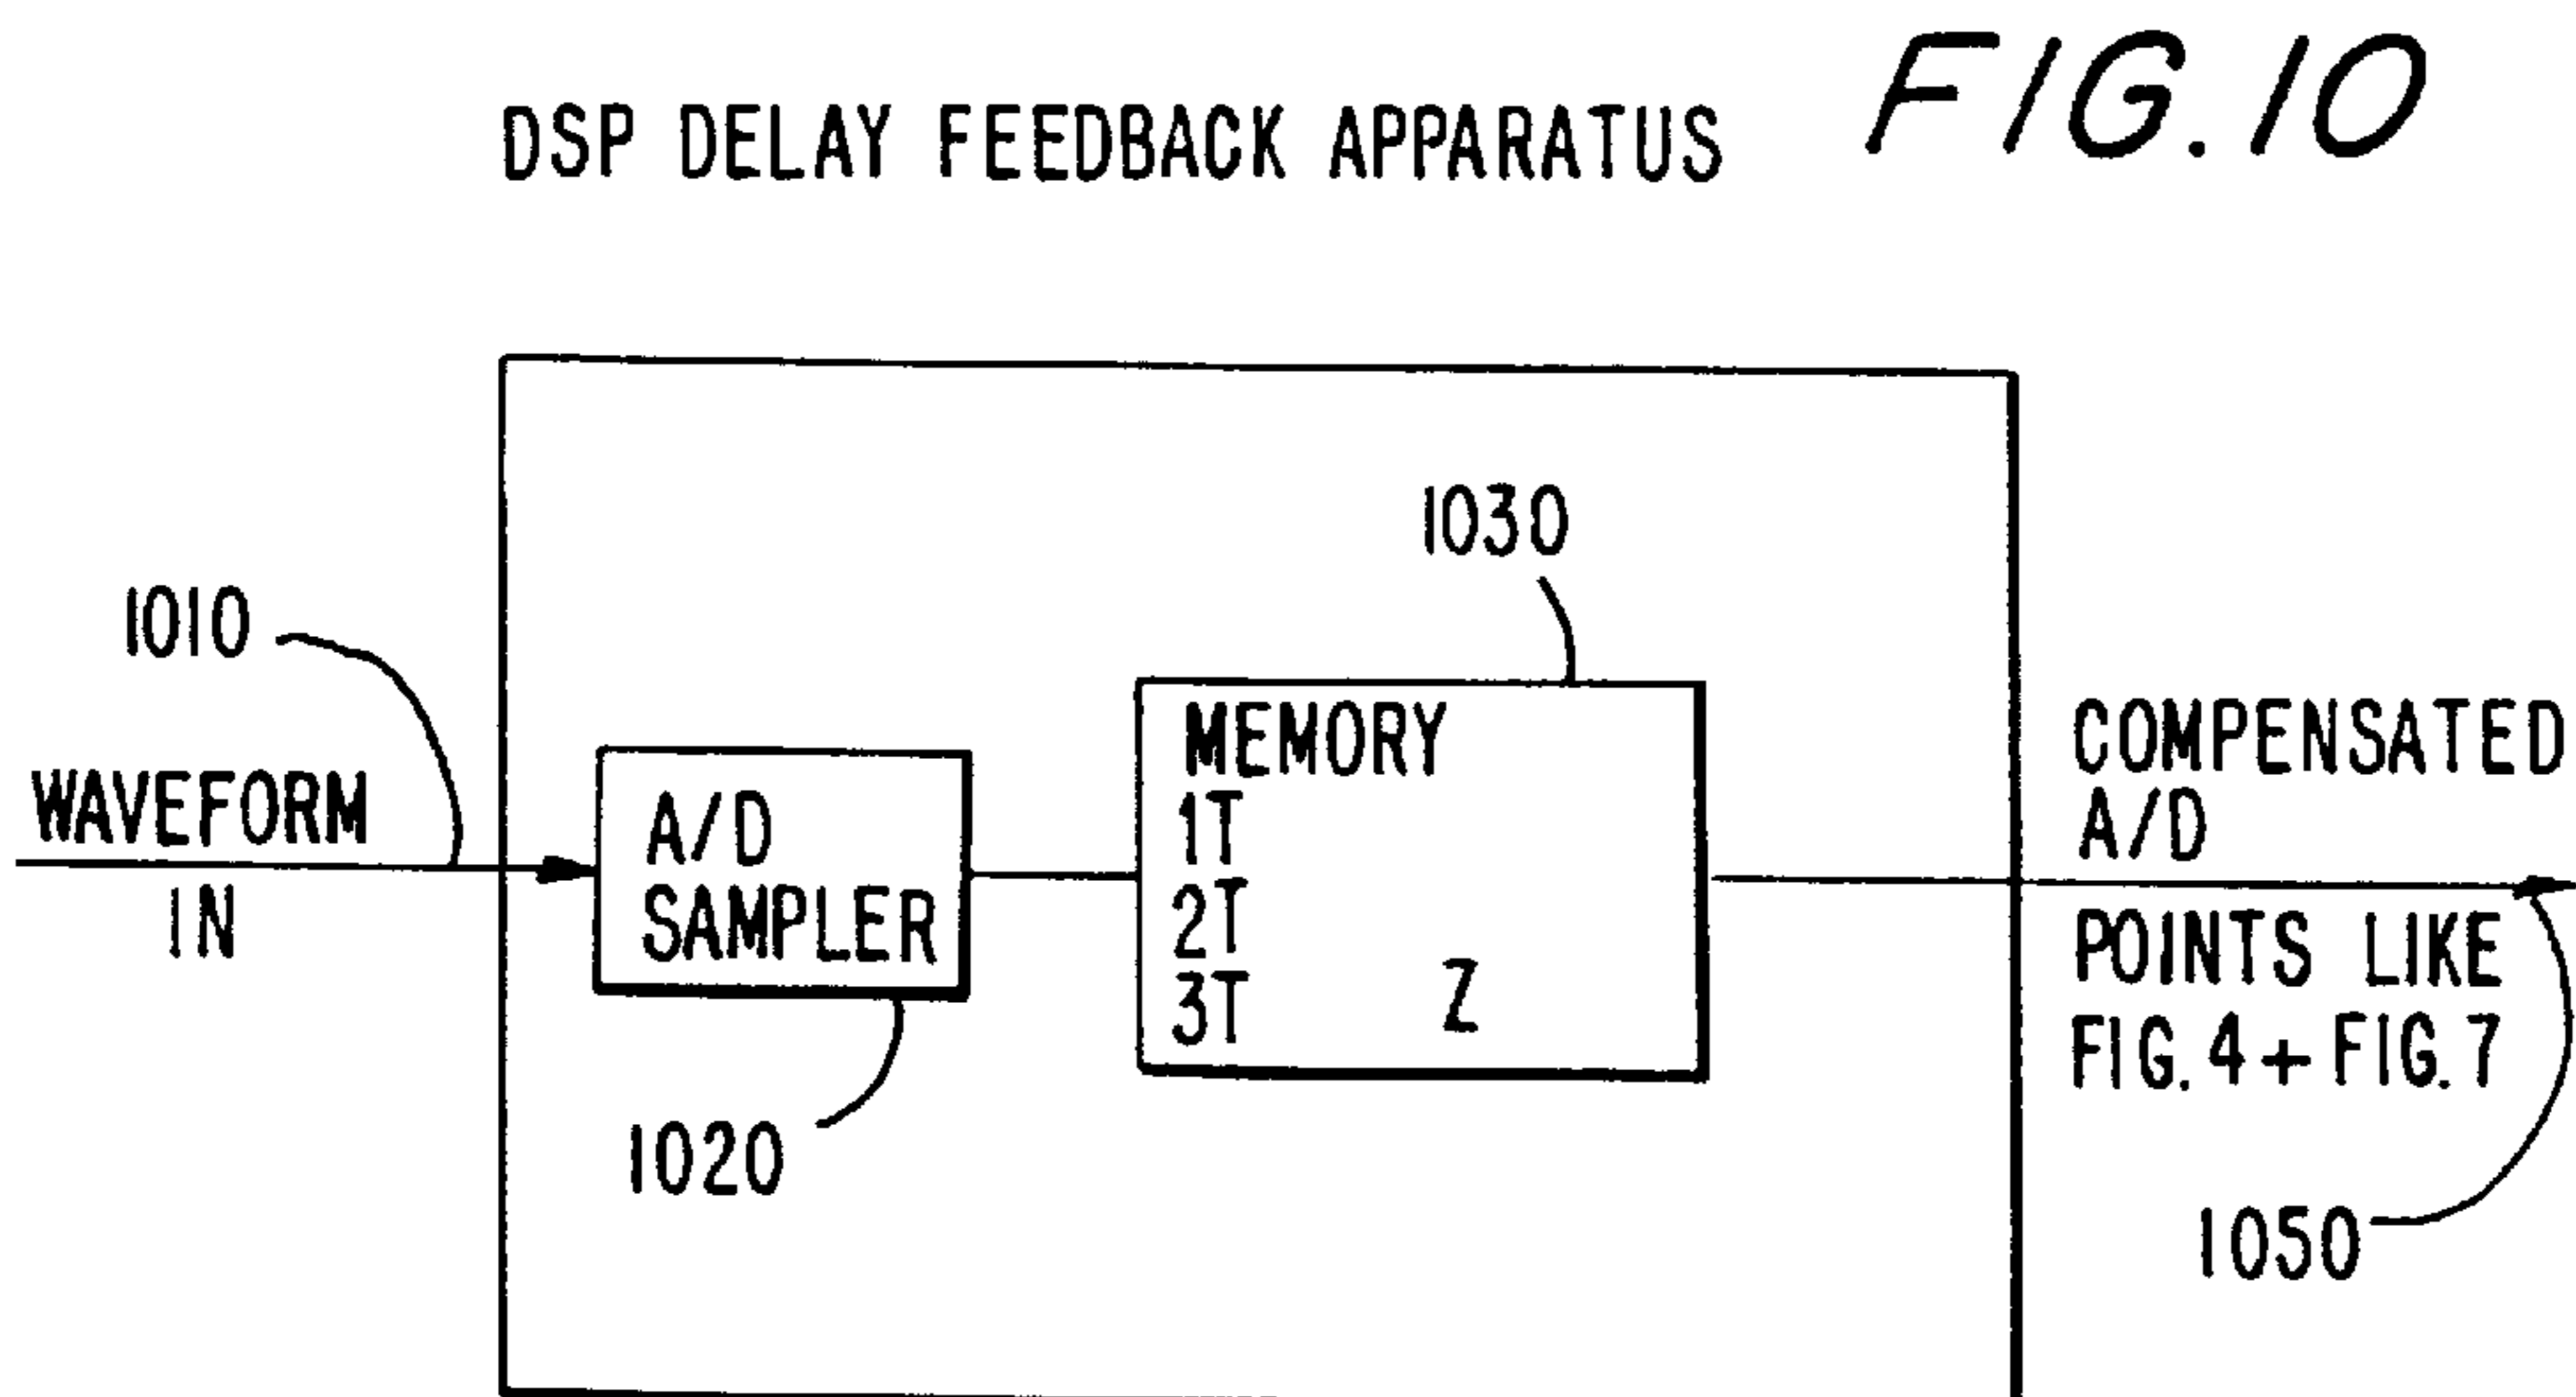 FIG. 10
DSP DELAY FEEDBACK APPARATUS
1030
1010
WAVEFORM
IN
A/D
SAMPLER
1020
MEMORY
1T
2T
3T Z
COMPENSATED
A/D
POINTS LIKE
FIG. 4 + FIG. 7
1050